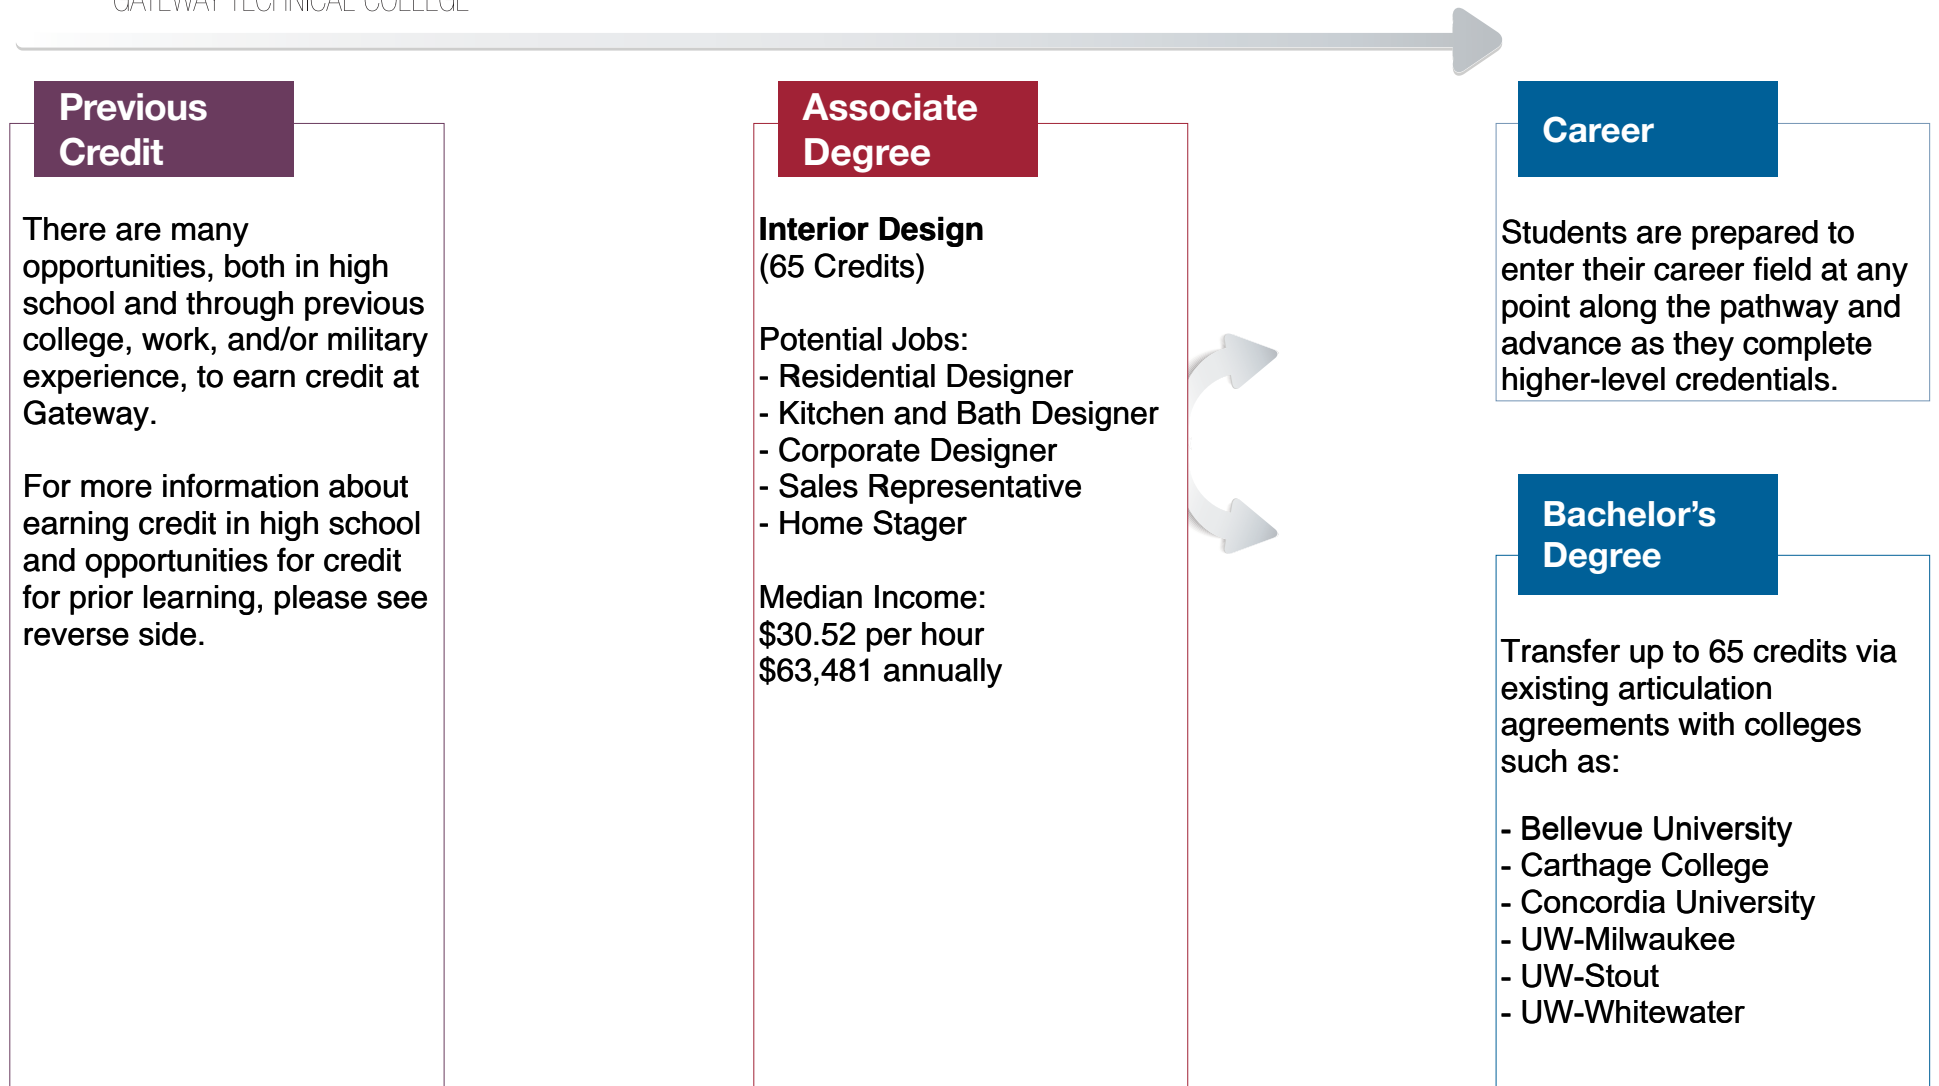 GATEWAY TECHNICAL COLLEGE
Previous
Credit
There are many
opportunities, both in high
school and through previous
college, work, and/or military
experience, to earn credit at
Gateway.
For more information about
earning credit in high school
and opportunities for credit
for prior learning, please see
reverse side.
Associate
Degree
Interior Design
(65 Credits)
Potential Jobs:
- Residential Designer
- Kitchen and Bath Designer
- Corporate Designer
- Sales Representative
- Home Stager
Median Income:
$30.52 per hour
$63,481 annually
Career
Students are prepared to
enter their career field at any
point along the pathway and
advance as they complete
higher-level credentials.
Bachelor’s
Degree
Transfer up to 65 credits via
existing articulation
agreements with colleges
such as:
- Bellevue University
- Carthage College
- Concordia University
- UW-Milwaukee
- UW-Stout
- UW-Whitewater